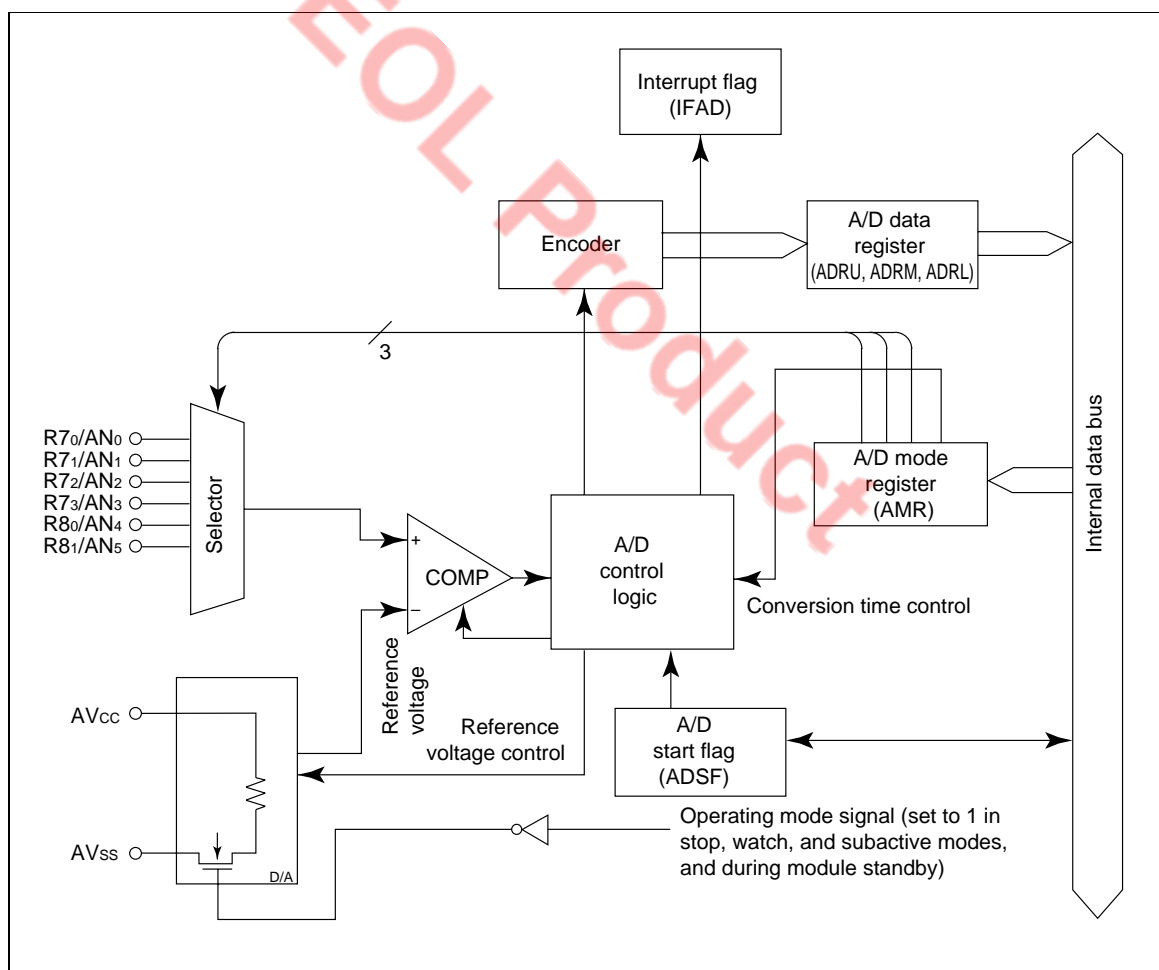 EOL Product
Interrupt flag
(IFAD)
Encoder
A/D data
register
(ADRU, ADRM, ADRL)
3
R70/AN0
R71/AN1
R72/AN2
R73/AN3
R80/AN4
R81/AN5
Selector
A/D mode
register
(AMR)
Internal data bus
+
COMP
−
A/D
control
logic
Conversion time control
Reference
voltage
AVCC
Reference
voltage control
A/D
start flag
(ADSF)
AVSS
D/A
Operating mode signal (set to 1 in
stop, watch, and subactive modes,
and during module standby)